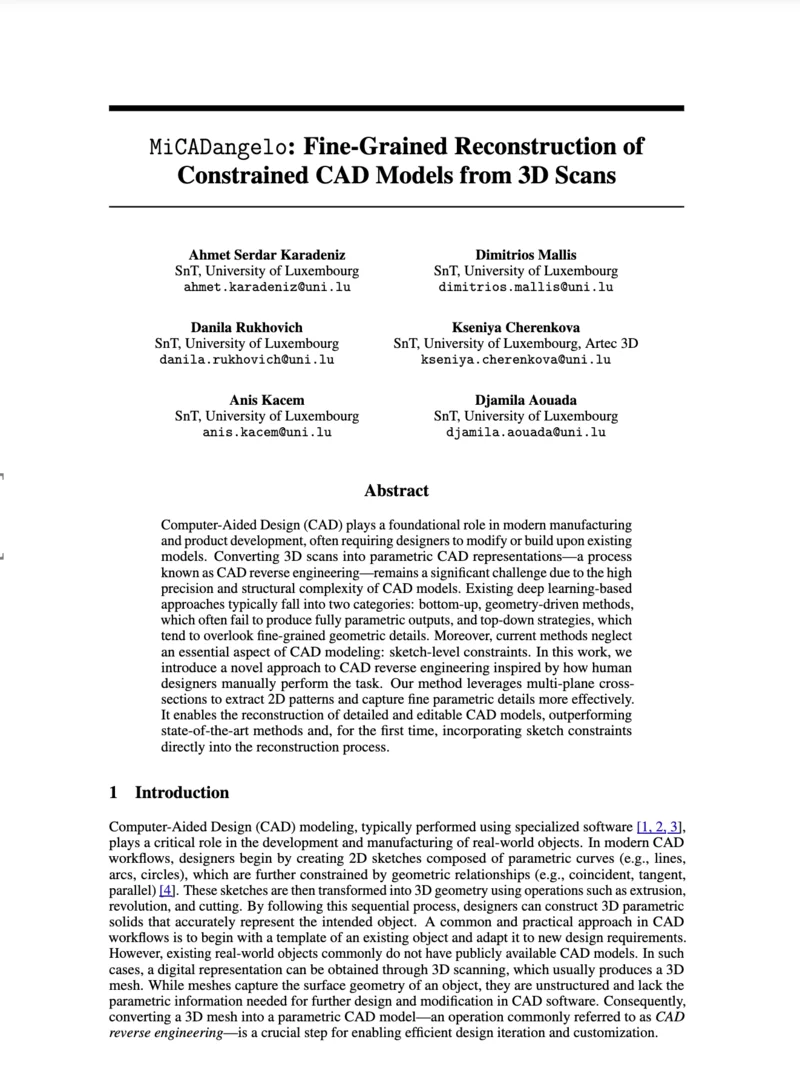 MiCADangelo: Fine-Grained Reconstruction of
Constrained CAD Models from 3D Scans
Ahmet Serdar Karadeniz
SnT, University of Luxembourg
ahmet.karadeniz@uni.lu
Dimitrios Mallis
SnT, University of Luxembourg
dimitrios.mallis@uni.lu
Danila Rukhovich
SnT, University of Luxembourg
danila.rukhovich@uni.lu
Kseniya Cherenkova
SnT, University of Luxembourg, Artec 3D
kseniya.cherenkova@uni.lu
Anis Kacem
SnT, University of Luxembourg
anis.kacem@uni.lu
Djamila Aouada
SnT, University of Luxembourg
djamila.aouada@uni.lu
Abstract
Computer-Aided Design (CAD) plays a foundational role in modern manufacturing
and product development, often requiring designers to modify or build upon existing
models. Converting 3D scans into parametric CAD representations—a process
known as CAD reverse engineering—remains a significant challenge due to the high
precision and structural complexity of CAD models. Existing deep learning-based
approaches typically fall into two categories: bottom-up, geometry-driven methods,
which often fail to produce fully parametric outputs, and top-down strategies, which
tend to overlook fine-grained geometric details. Moreover, current methods neglect
an essential aspect of CAD modeling: sketch-level constraints. In this work, we
introduce a novel approach to CAD reverse engineering inspired by how human
designers manually perform the task. Our method leverages multi-plane cross-
sections to extract 2D patterns and capture fine parametric details more effectively.
It enables the reconstruction of detailed and editable CAD models, outperforming
state-of-the-art methods and, for the first time, incorporating sketch constraints
directly into the reconstruction process.
1 Introduction
Computer-Aided Design (CAD) modeling, typically performed using specialized software [1, 2, 3],
plays a critical role in the development and manufacturing of real-world objects. In modern CAD
workflows, designers begin by creating 2D sketches composed of parametric curves (e.g., lines,
arcs, circles), which are further constrained by geometric relationships (e.g., coincident, tangent,
parallel) [4]. These sketches are then transformed into 3D geometry using operations such as extrusion,
revolution, and cutting. By following this sequential process, designers can construct 3D parametric
solids that accurately represent the intended object. A common and practical approach in CAD
workflows is to begin with a template of an existing object and adapt it to new design requirements.
However, existing real-world objects commonly do not have publicly available CAD models. In such
cases, a digital representation can be obtained through 3D scanning, which usually produces a 3D
mesh. While meshes capture the surface geometry of an object, they are unstructured and lack the
parametric information needed for further design and modification in CAD software. Consequently,
converting a 3D mesh into a parametric CAD model—an operation commonly referred to as CAD
reverse engineering—is a crucial step for enabling efficient design iteration and customization.